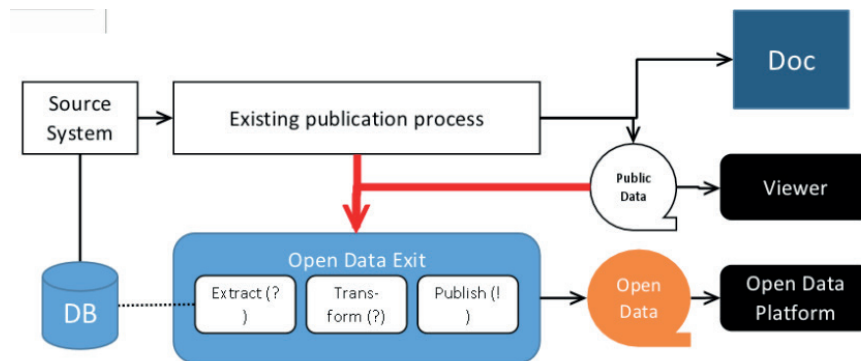 Doc
Source
System
Existing publication process
Public
Data
Viewer
Open Data Exit
Extract (?
)
Trans-
form (?)
Publish (!
)
DB
Open
Data
Open Data
Platform